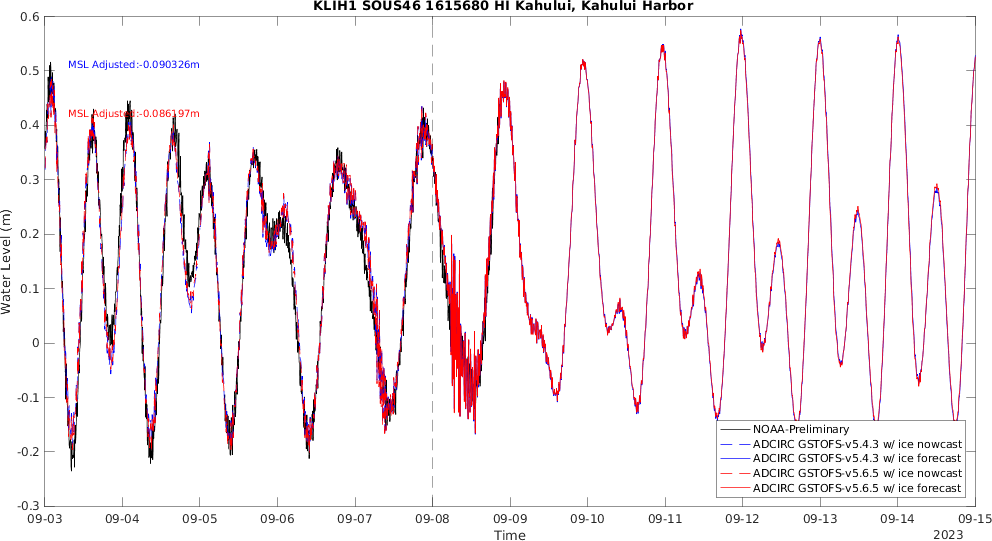 KLIH1 SOUS46 1615680 HI Kahului, Kahului Harbor
0.6
0.5
0.4
0.3
0.2
0.1
0
-0.1
-0.2
-0.3
Water Level (m)
MSL Adjusted:-0.090326m
MSL Adjusted:-0.086197m
NOAA-Preliminary
ADCIRC GSTOFS-v5.4.3 w/ ice nowcast
ADCIRC GSTOFS-v5.4.3 w/ ice forecast
ADCIRC GSTOFS-v5.6.5 w/ ice nowcast
ADCIRC GSTOFS-v5.6.5 w/ ice forecast
09-03 09-04 09-05 09-06 09-07 09-08 09-09 09-10 09-11 09-12 09-13 09-14 09-15
Time
2023